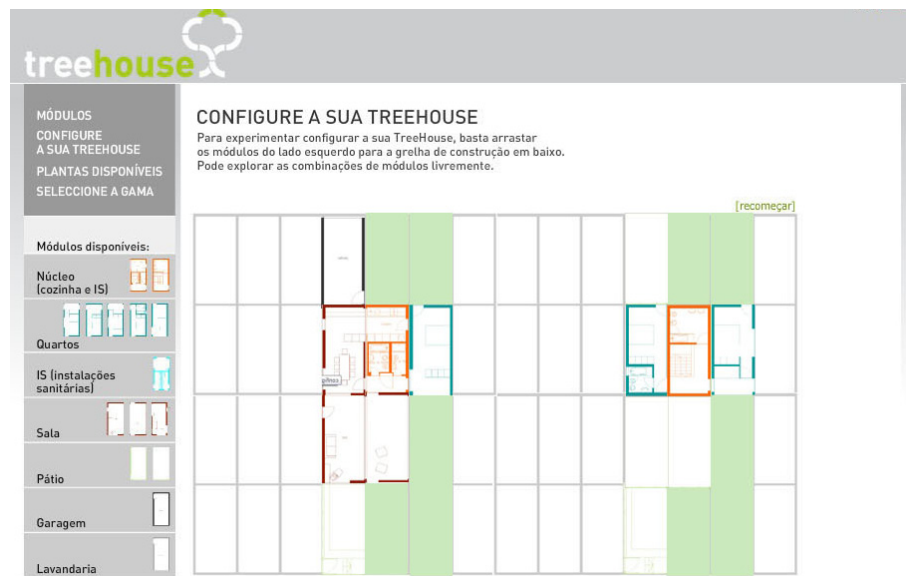 treehouse
MÓDULOS
CONFIGURE
A SUA TREEHOUSE
PLANTAS DISPONÍVEIS
SELECCIONE A GAMA
Módulos disponíveis:
Núcleo
(cozinha e IS)
Quartos
IS (instalações
sanitárias)
Sala
Pátio
Garagem
Lavandaria
CONFIGURE A SUA TREEHOUSE
Para experimentar configurar a sua TreeHouse, basta arrastar
os módulos do lado esquerdo para a grelha de construção em baixo.
Pode explorar as combinações de módulos livremente.
[recomeçar]